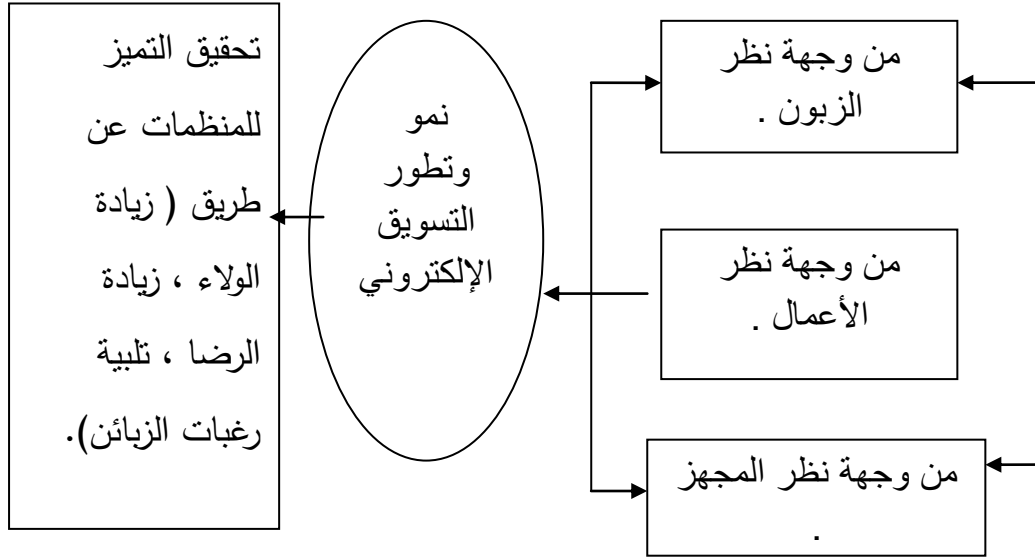 من وجهة نظر
الزبون .
من وجهة نظر
الأعمال .
من وجهة نظر المجهز
.
نمو
وتطور
التسويق
الإلكتروني
تحقيق التميز
للمنظمات عن
طريق ( زيادة
الولاء ، زيادة
الرضا ، تلبية
رغبات الزبائن).